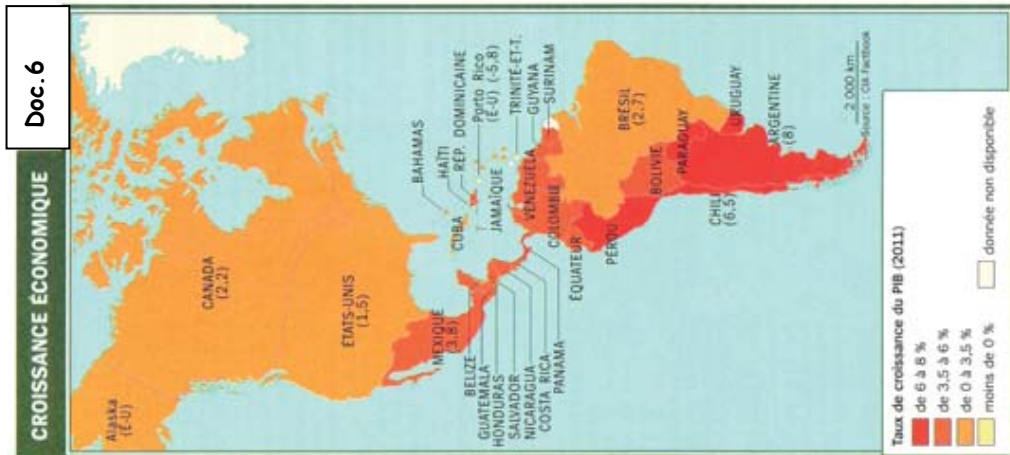 Doc.6
CROISSANCE ÉCONOMIQUE
Alaska
(É-U)
CANADA
(2,2)
ÉTATS-UNIS
(1,5)
MEXIQUE
(3,8)
BAHAMAS
CUBA
HAÏTI
RÉP. DOMINICAINE
Porto Rico
(É-U) (-5,8)
JAMAÏQUE
TRINITÉ-ET-T.
BELIZE
GUATEMALA
HONDURAS
SALVADOR
NICARAGUA
COSTA RICA
PANAMA
VENEZUELA
GUYANA
SURINAM
COLOMBIE
ÉQUATEUR
PÉROU
BRÉSIL
(2,7)
BOLIVIE
PARAGUAY
CHILI
(6,5)
URUGUAY
ARGENTINE
(8)
2 000 km
Source : CIA Factbook
Taux de croissance du PIB (2011)
de 6 à 8 %
de 3,5 à 6 %
de 0 à 3,5 %
moins de 0 %
donnée non disponible